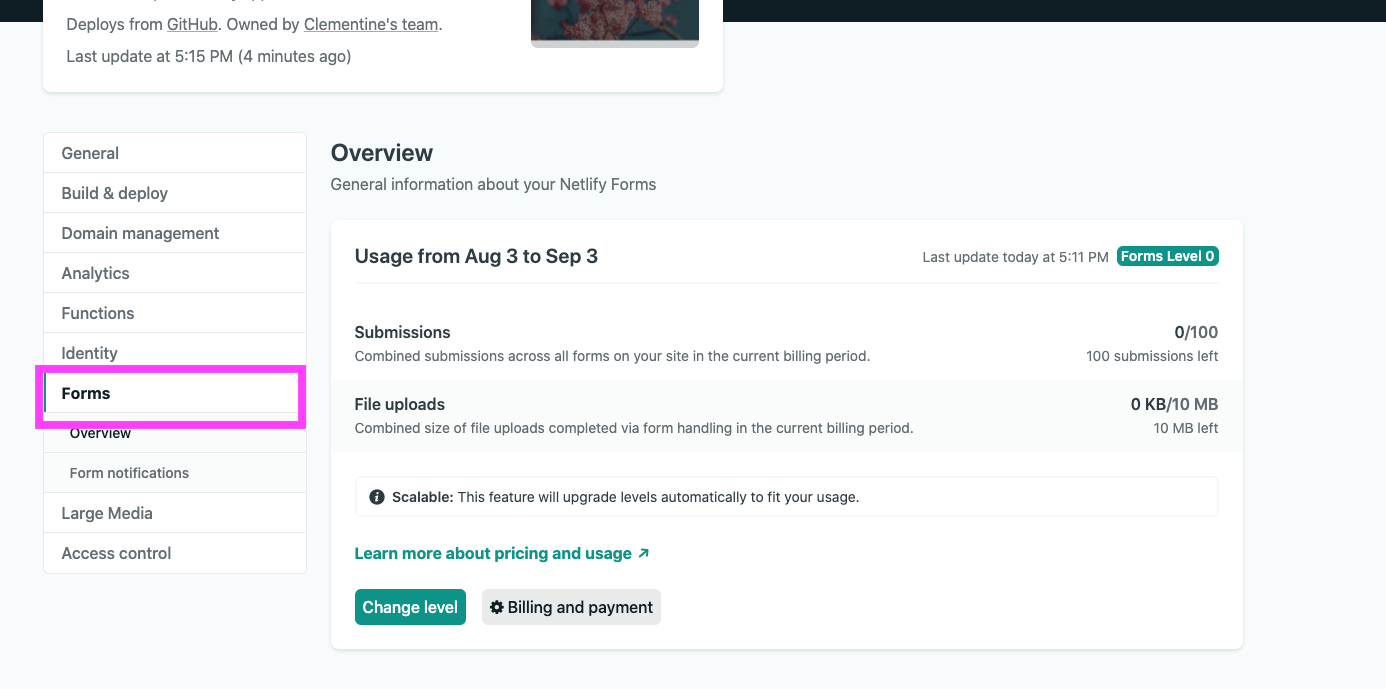 Deploys from GitHub. Owned by Clementine's team.
Last update at 5:15 PM (4 minutes ago)
General
Build & deploy
Domain management
Analytics
Functions
Identity
Forms
Overview
Form notifications
Large Media
Access control
Overview
General information about your Netlify Forms
Usage from Aug 3 to Sep 3
Last update today at 5:11 PM Forms Level 0
Submissions
0/100
Combined submissions across all forms on your site in the current billing period.
100 submissions left
File uploads
0 KB/10 MB
Combined size of file uploads completed via form handling in the current billing period.
10 MB left
Scalable: This feature will upgrade levels automatically to fit your usage.
Learn more about pricing and usage
Change level
Billing and payment